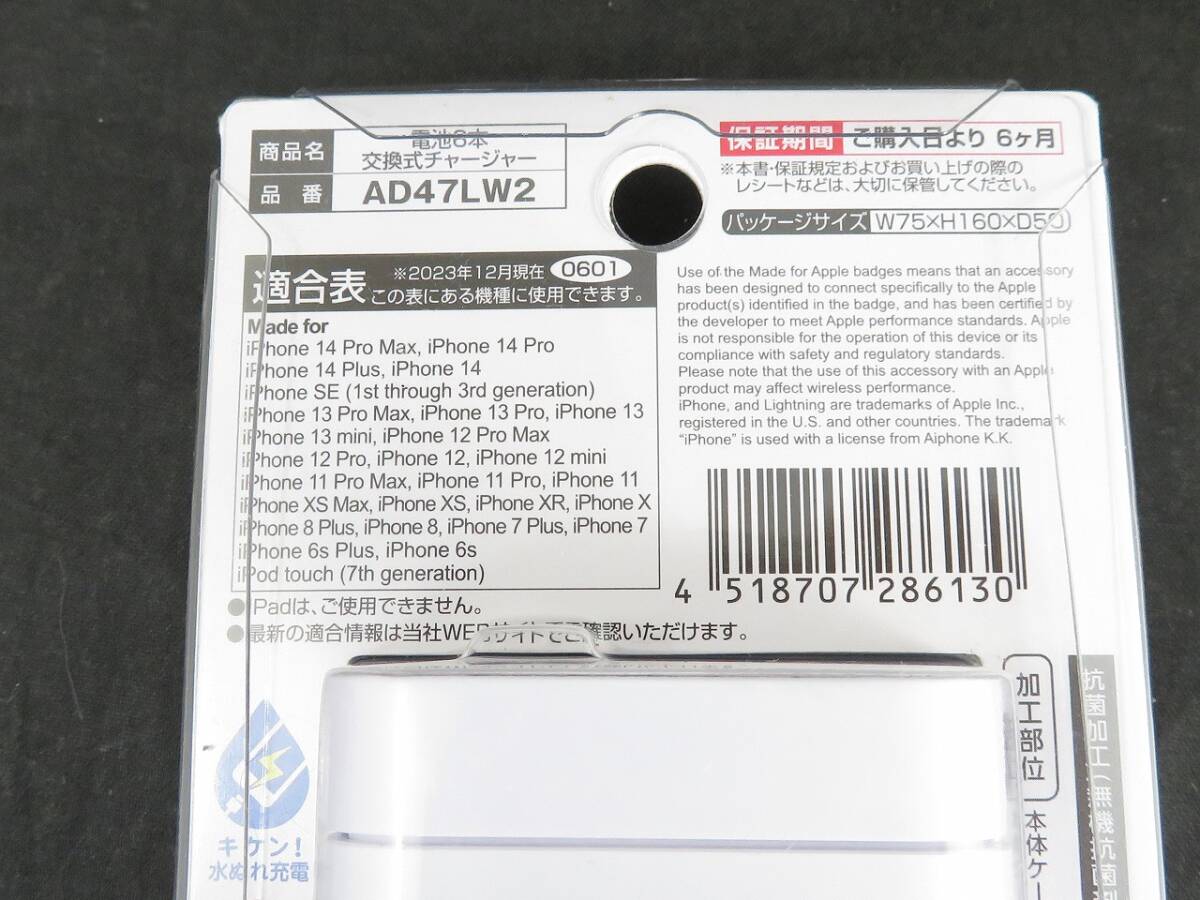 商品名
電池6本
交換式チャージャー
品番
AD47LW2
保証期間 ご購入日より 6ヶ月
※本書・保証規定およびお買い上げの際の
レシートなどは、大切に保管してください。
パッケージサイズ W75×H160×D50
適合表 ※2023年12月現在 0601
この表にある機種に使用できます。
Made for
iPhone 14 Pro Max, iPhone 14 Pro
iPhone 14 Plus, iPhone 14
iPhone SE (1st through 3rd generation)
iPhone 13 Pro Max, iPhone 13 Pro, iPhone 13
iPhone 13 mini, iPhone 12 Pro Max
iPhone 12 Pro, iPhone 12, iPhone 12 mini
iPhone 11 Pro Max, iPhone 11 Pro, iPhone 11
iPhone XS Max, iPhone XS, iPhone XR, iPhone X
iPhone 8 Plus, iPhone 8, iPhone 7 Plus, iPhone 7
iPhone 6s Plus, iPhone 6s
iPod touch (7th generation)
●iPadは、ご使用できません。
●最新の適合情報は当社WEBサイトでご確認いただけます。
Use of the Made for Apple badges means that an accessory
has been designed to connect specifically to the Apple
product(s) identified in the badge, and has been certified by
the developer to meet Apple performance standards. Apple
is not responsible for the operation of this device or its
compliance with safety and regulatory standards.
Please note that the use of this accessory with an Apple
product may affect wireless performance.
iPhone, and Lightning are trademarks of Apple Inc.,
registered in the U.S. and other countries. The trademark
“iPhone” is used with a license from Aiphone K.K.
4 518707 286130
キケン!
水ぬれ充電
加工部位
本体ケー
抗菌加工(無機抗菌剤